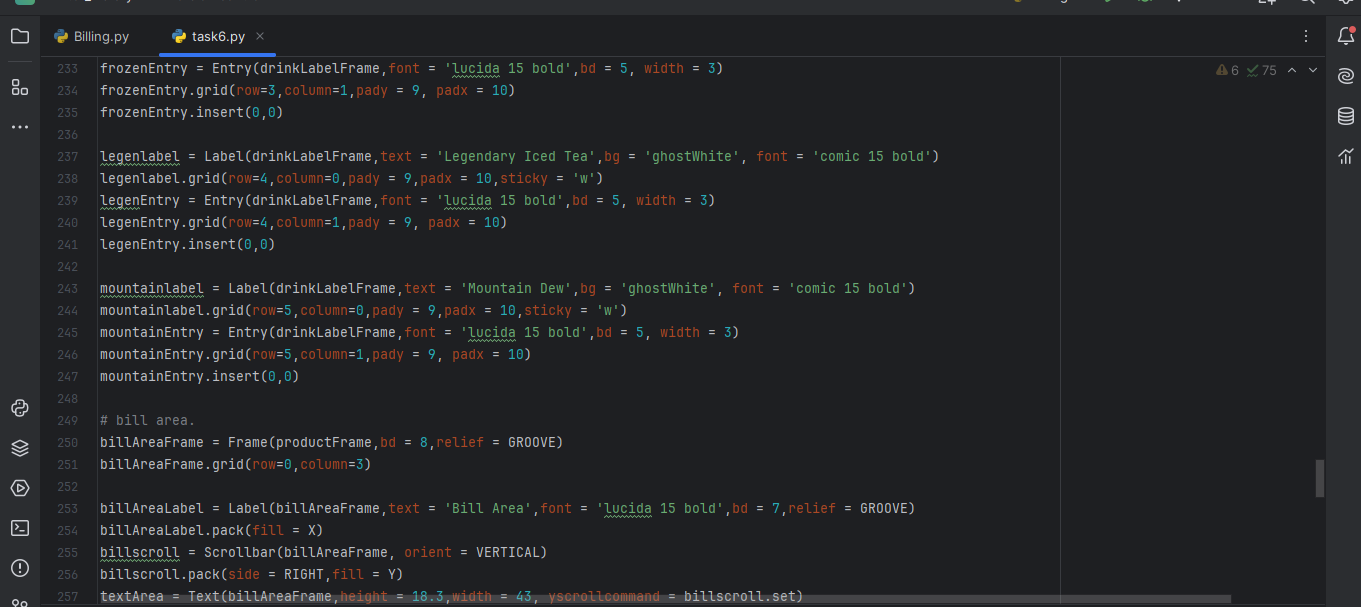 Billing.py
task6.py
6 75
233 frozenEntry = Entry(drinkLabelFrame,font = 'lucida 15 bold',bd = 5, width = 3)
234 frozenEntry.grid(row=3,column=1,pady = 9, padx = 10)
235 frozenEntry.insert(0,0)
236
237 legenlabel = Label(drinkLabelFrame,text = 'Legendary Iced Tea',bg = 'ghostWhite', font = 'comic 15 bold')
238 legenlabel.grid(row=4,column=0,pady = 9,padx = 10,sticky = 'w')
239 legenEntry = Entry(drinkLabelFrame,font = 'lucida 15 bold',bd = 5, width = 3)
240 legenEntry.grid(row=4,column=1,pady = 9, padx = 10)
241 legenEntry.insert(0,0)
242
243 mountainlabel = Label(drinkLabelFrame,text = 'Mountain Dew',bg = 'ghostWhite', font = 'comic 15 bold')
244 mountainlabel.grid(row=5,column=0,pady = 9,padx = 10,sticky = 'w')
245 mountainEntry = Entry(drinkLabelFrame,font = 'lucida 15 bold',bd = 5, width = 3)
246 mountainEntry.grid(row=5,column=1,pady = 9, padx = 10)
247 mountainEntry.insert(0,0)
248
249 # bill area.
250 billAreaFrame = Frame(productFrame,bd = 8,relief = GROOVE)
251 billAreaFrame.grid(row=0,column=3)
252
253 billAreaLabel = Label(billAreaFrame,text = 'Bill Area',font = 'lucida 15 bold',bd = 7,relief = GROOVE)
254 billAreaLabel.pack(fill = X)
255 billscroll = Scrollbar(billAreaFrame, orient = VERTICAL)
256 billscroll.pack(side = RIGHT,fill = Y)
257 textArea = Text(billAreaFrame,height = 18.3,width = 43, yscrollcommand = billscroll.set)